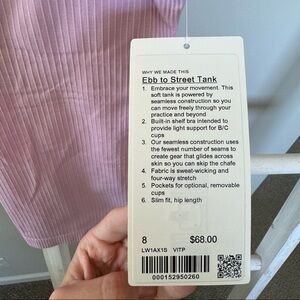 WHY WE MADE THIS
Ebb to Street Tank
1. Embrace your movement. This
soft tank is powered by
seamless construction so you
can move freely through your
practice and beyond
2. Built-in shelf bra intended to
provide light support for B/C
cups
3. Our seamless construction uses
the fewest number of seams to
create gear that glides across
skin so you can skip the chafe
4. Fabric is sweat-wicking and
four-way stretch
5. Pockets for optional, removable
cups
6. Slim fit, hip length
8 $68.00
LW1AX1S VITP
000152950260